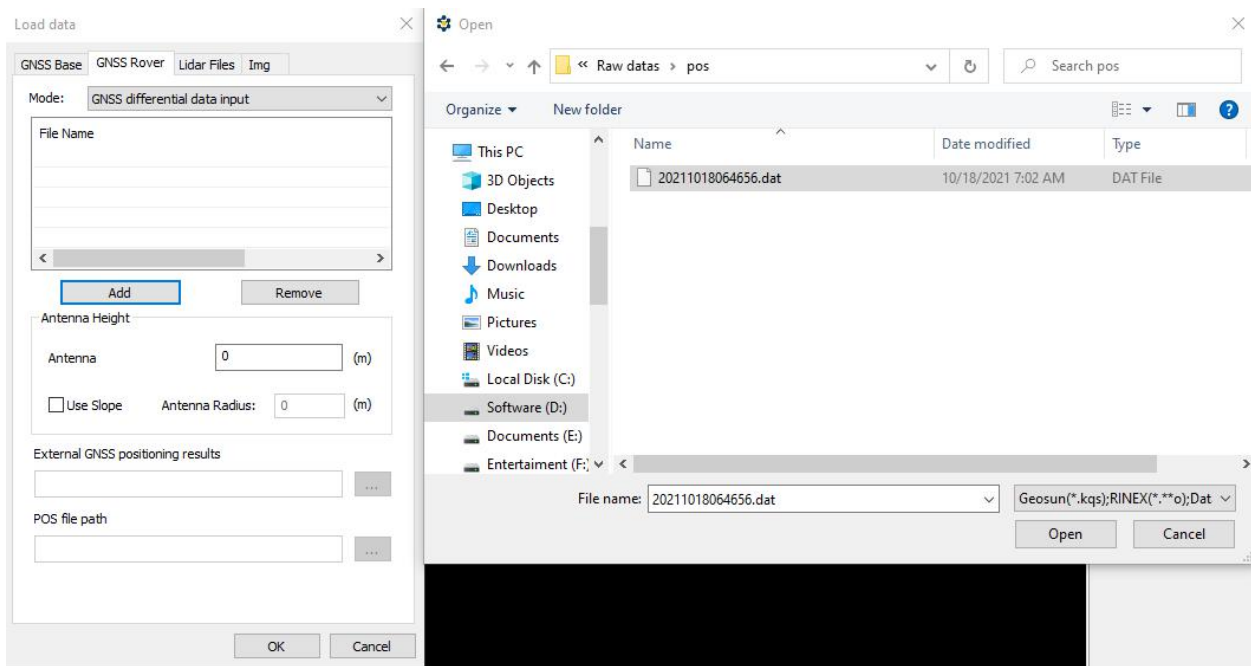 Load data
GNSS Base GNSS Rover Lidar Files Img
Mode: GNSS differential data input
File Name
Add Remove
Antenna Height
Antenna 0 (m)
Use Slope Antenna Radius: 0 (m)
External GNSS positioning results
...
POS file path
...
OK Cancel
Open
« Raw datas › pos
Search pos
Organize New folder
?
Name Date modified Type
20211018064656.dat 10/18/2021 7:02 AM DAT File
This PC
3D Objects
Desktop
Documents
Downloads
Music
Pictures
Videos
Local Disk (C:)
Software (D:)
Documents (E:)
Entertaiment (F:)
File name: 20211018064656.dat Geosun(*.kqs);RINEX(*.**o);Dat
Open Cancel